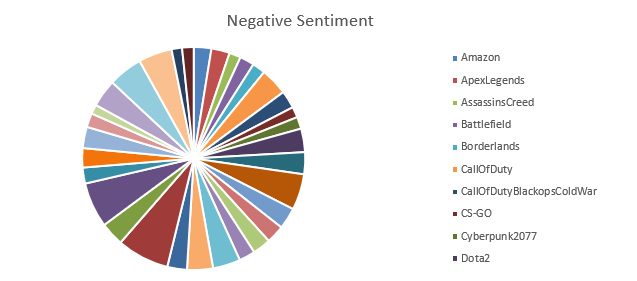 Negative Sentiment
Amazon
ApexLegends
AssassinsCreed
Battlefield
Borderlands
CallOfDuty
CallOfDutyBlackopsColdWar
CS-GO
Cyberpunk2077
Dota2